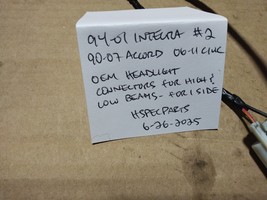 94-01 INTEGRA #2
90-07 ACCORD 06-11 CIVIC
OEM HEADLIGHT
CONNECTORS FOR HIGH &
LOW BEAMS - FOR 1 SIDE
HSPECPARTS
6-26-2025